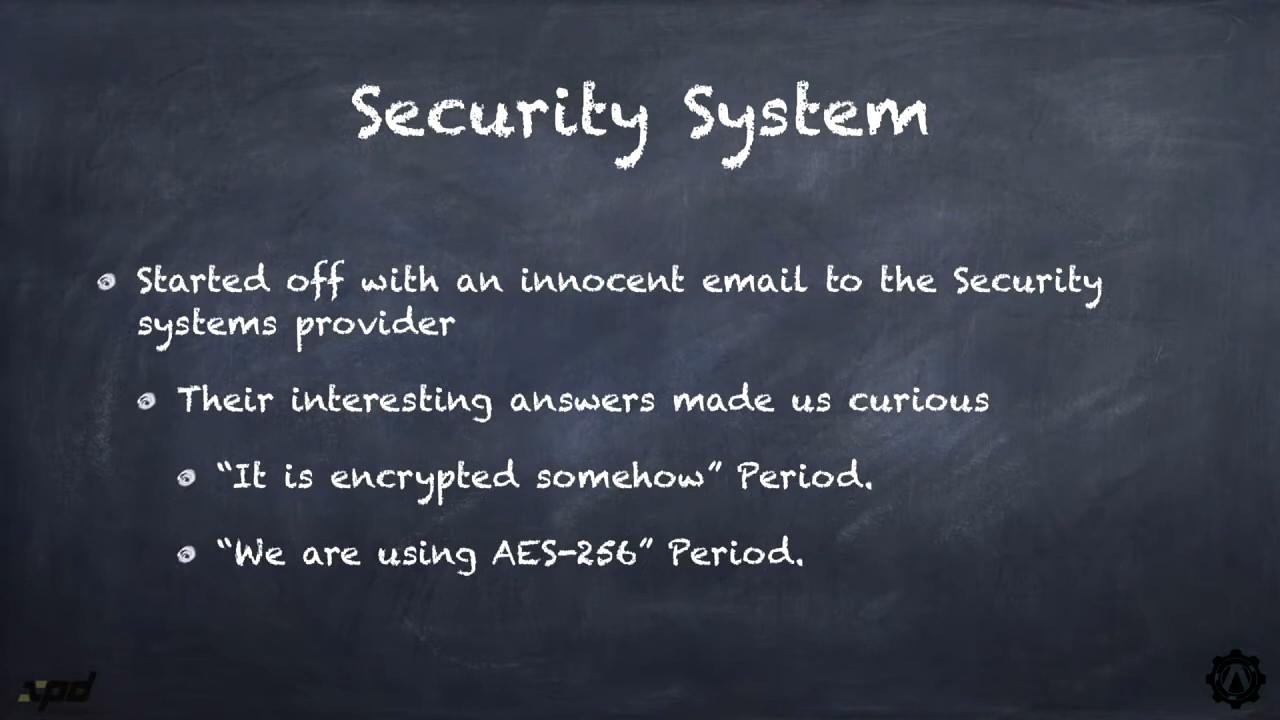 Security System
Started off with an innocent email to the Security
systems provider
Their interesting answers made us curious
“It is encrypted somehow” Period.
“We are using AES-256” Period.
xpd